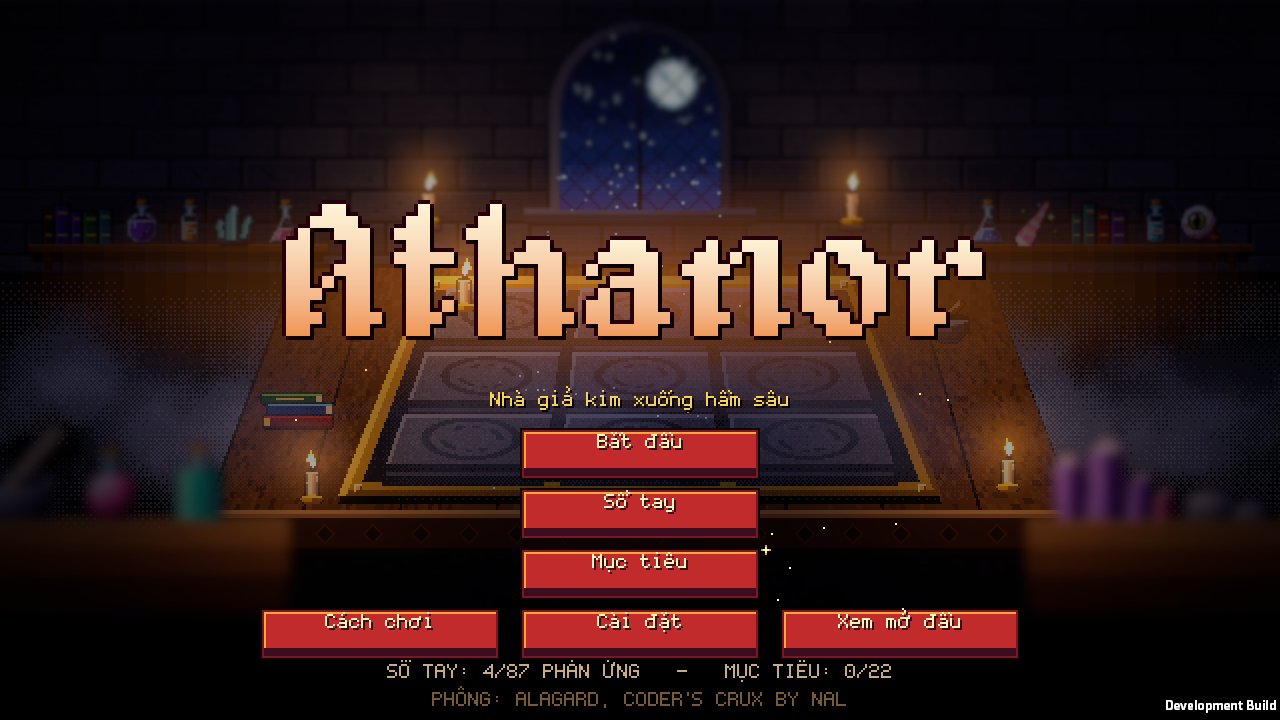 Athanor
Nhà giả kim xuống hầm sâu
Bắt đầu
Sổ tay
Mục tiêu
Cách chơi Cài đặt Xem mở đầu
SỔ TAY: 4/87 PHẢN ỨNG – MỤC TIÊU: 0/22
PHÔNG: ALAGARD, CODER'S CRUX BY NAL
Development Build